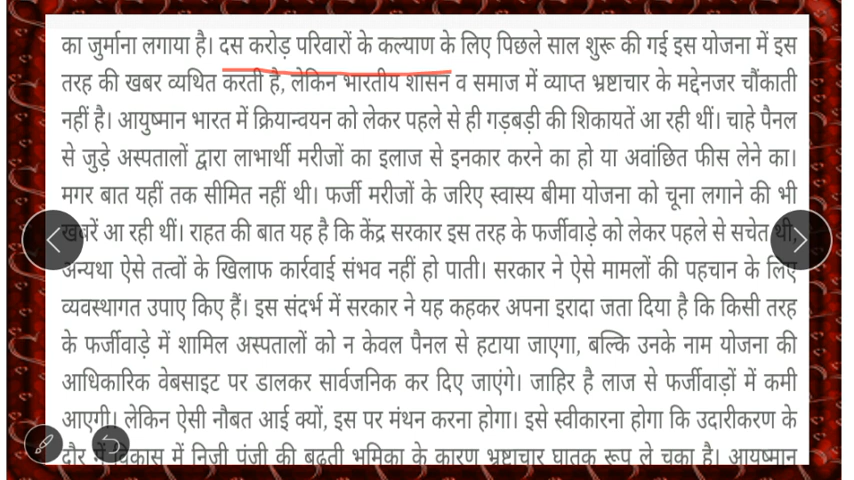 का जुर्माना लगाया है। दस करोड़ परिवारों के कल्याण के लिए पिछले साल शुरू की गई इस योजना में इस
तरह की खबर व्यथित करती है, लेकिन भारतीय शासन व समाज में व्याप्त भ्रष्टाचार के मद्देनजर चौंकाती
नहीं है। आयुष्मान भारत में क्रियान्वयन को लेकर पहले से ही गड़बड़ी की शिकायतें आ रही थीं। चाहे पैनल
से जुड़े अस्पतालों द्वारा लाभार्थी मरीजों का इलाज से इनकार करने का हो या अवांछित फीस लेने का।
मगर बात यहीं तक सीमित नहीं थी। फर्जी मरीजों के जरिए स्वास्थ्य बीमा योजना को चूना लगाने की भी
खबरें आ रही थीं। राहत की बात यह है कि केंद्र सरकार इस तरह के फर्जीवाड़े को लेकर पहले से सचेत थी,
अन्यथा ऐसे तत्वों के खिलाफ कार्रवाई संभव नहीं हो पाती। सरकार ने ऐसे मामलों की पहचान के लिए
व्यवस्थागत उपाए किए हैं। इस संदर्भ में सरकार ने यह कहकर अपना इरादा जता दिया है कि किसी तरह
के फर्जीवाड़े में शामिल अस्पतालों को न केवल पैनल से हटाया जाएगा, बल्कि उनके नाम योजना की
आधिकारिक वेबसाइट पर डालकर सार्वजनिक कर दिए जाएंगे। जाहिर है लाज से फर्जीवाड़ों में कमी
आएगी। लेकिन ऐसी नौबत आई क्यों, इस पर मंथन करना होगा। इसे स्वीकारना होगा कि उदारीकरण के
दौर में विकास में निजी पूंजी की बढ़ती भूमिका के कारण भ्रष्टाचार घातक रूप ले चुका है। आयुष्मान